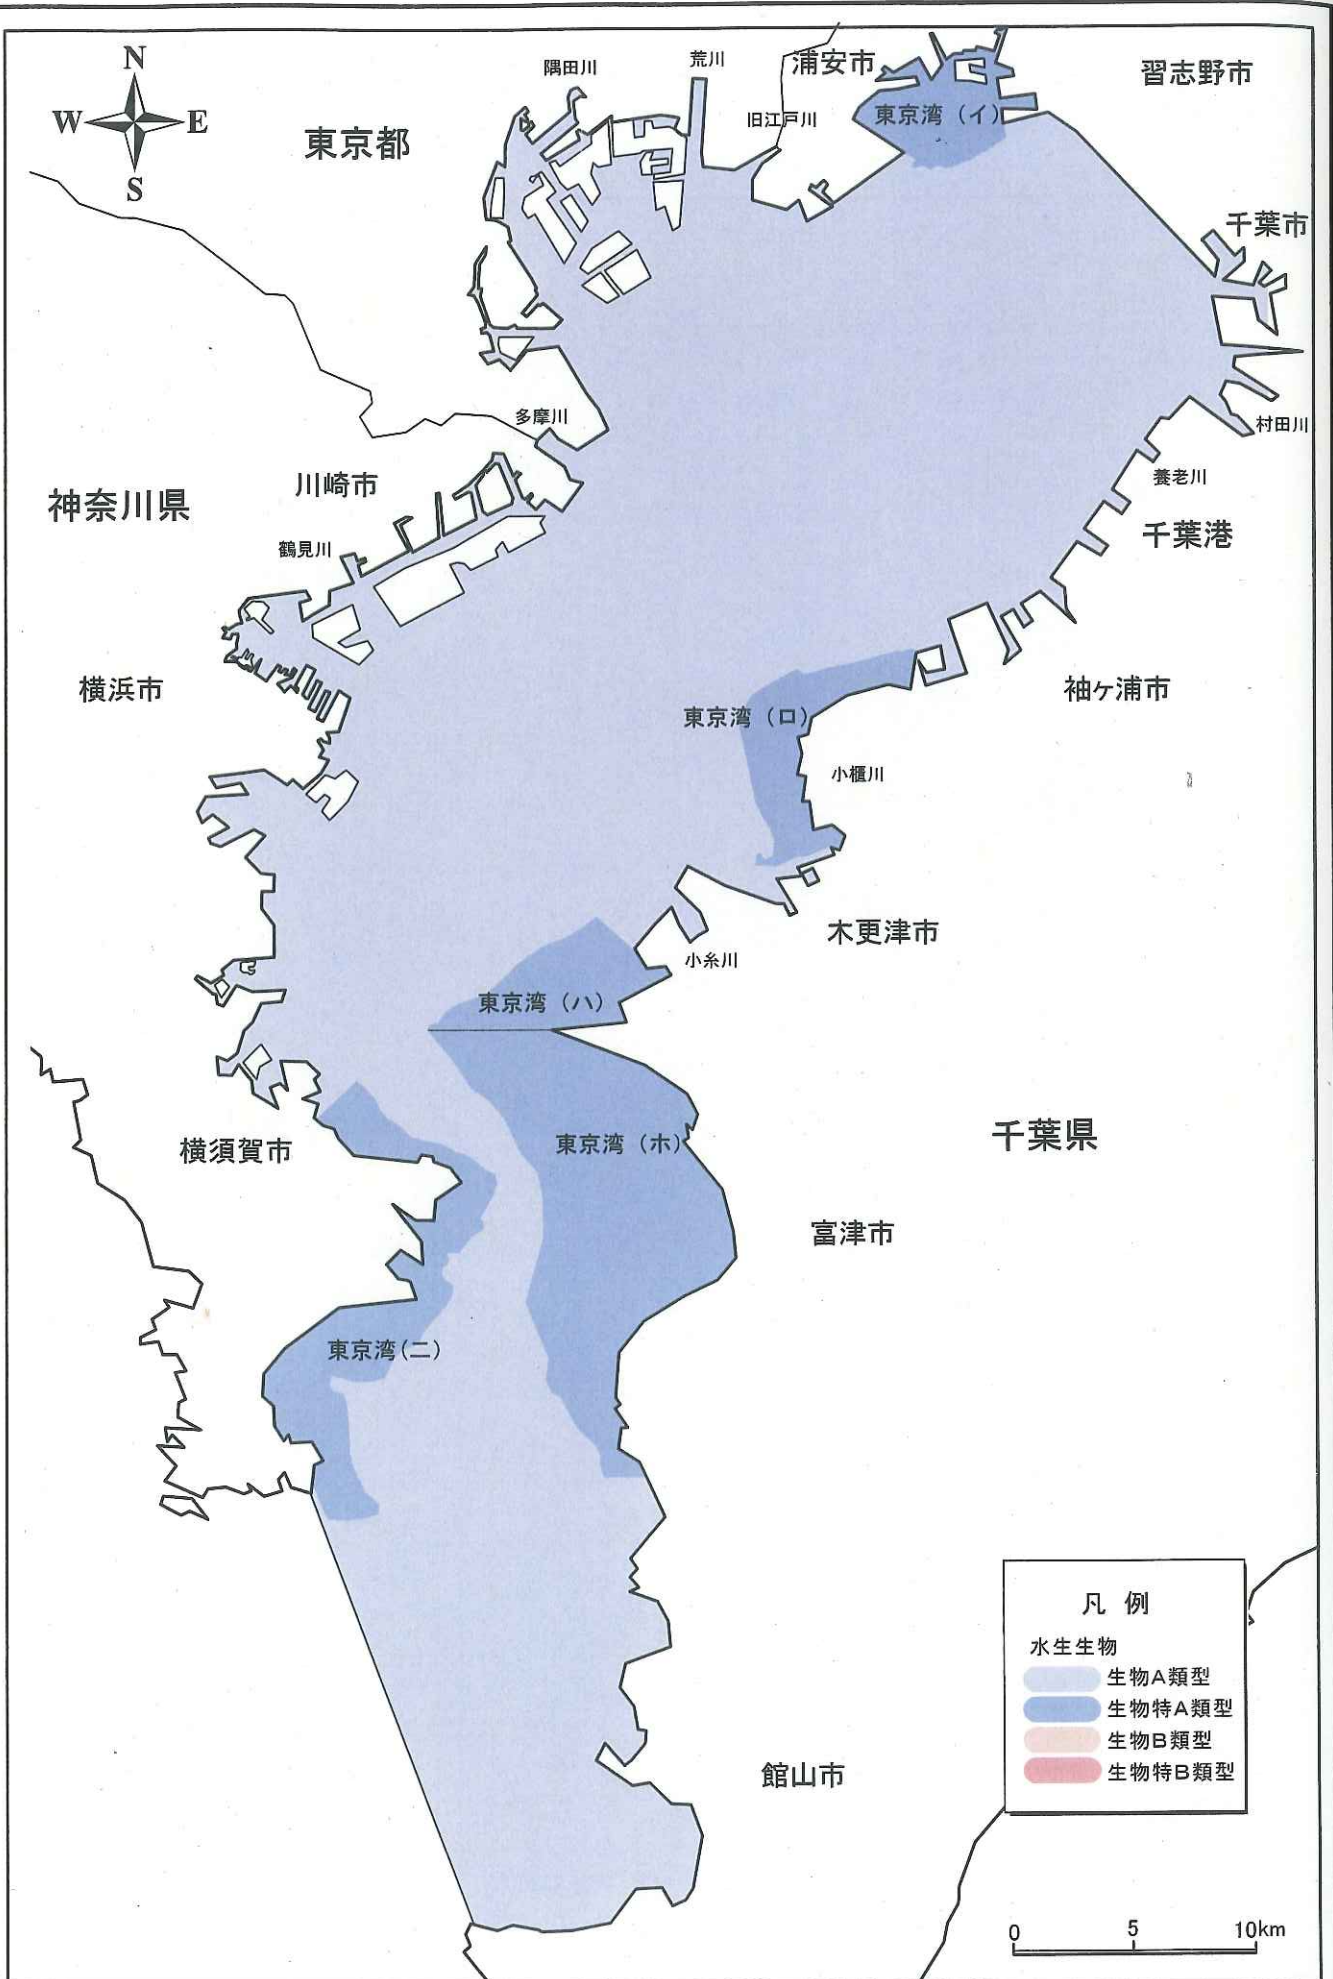 N
W
E
S
東京都
隅田川
荒川
浦安市
旧江戸川
東京湾（イ）
習志野市
千葉市
村田川
養老川
千葉港
多摩川
川崎市
神奈川県
鶴見川
横浜市
袖ヶ浦市
東京湾（ロ）
小櫃川
木更津市
小糸川
東京湾（ハ）
東京湾（ホ）
千葉県
横須賀市
富津市
東京湾(ニ)
館山市
凡 例
水生生物
生物A類型
生物特A類型
生物B類型
生物特B類型
0 5 10km